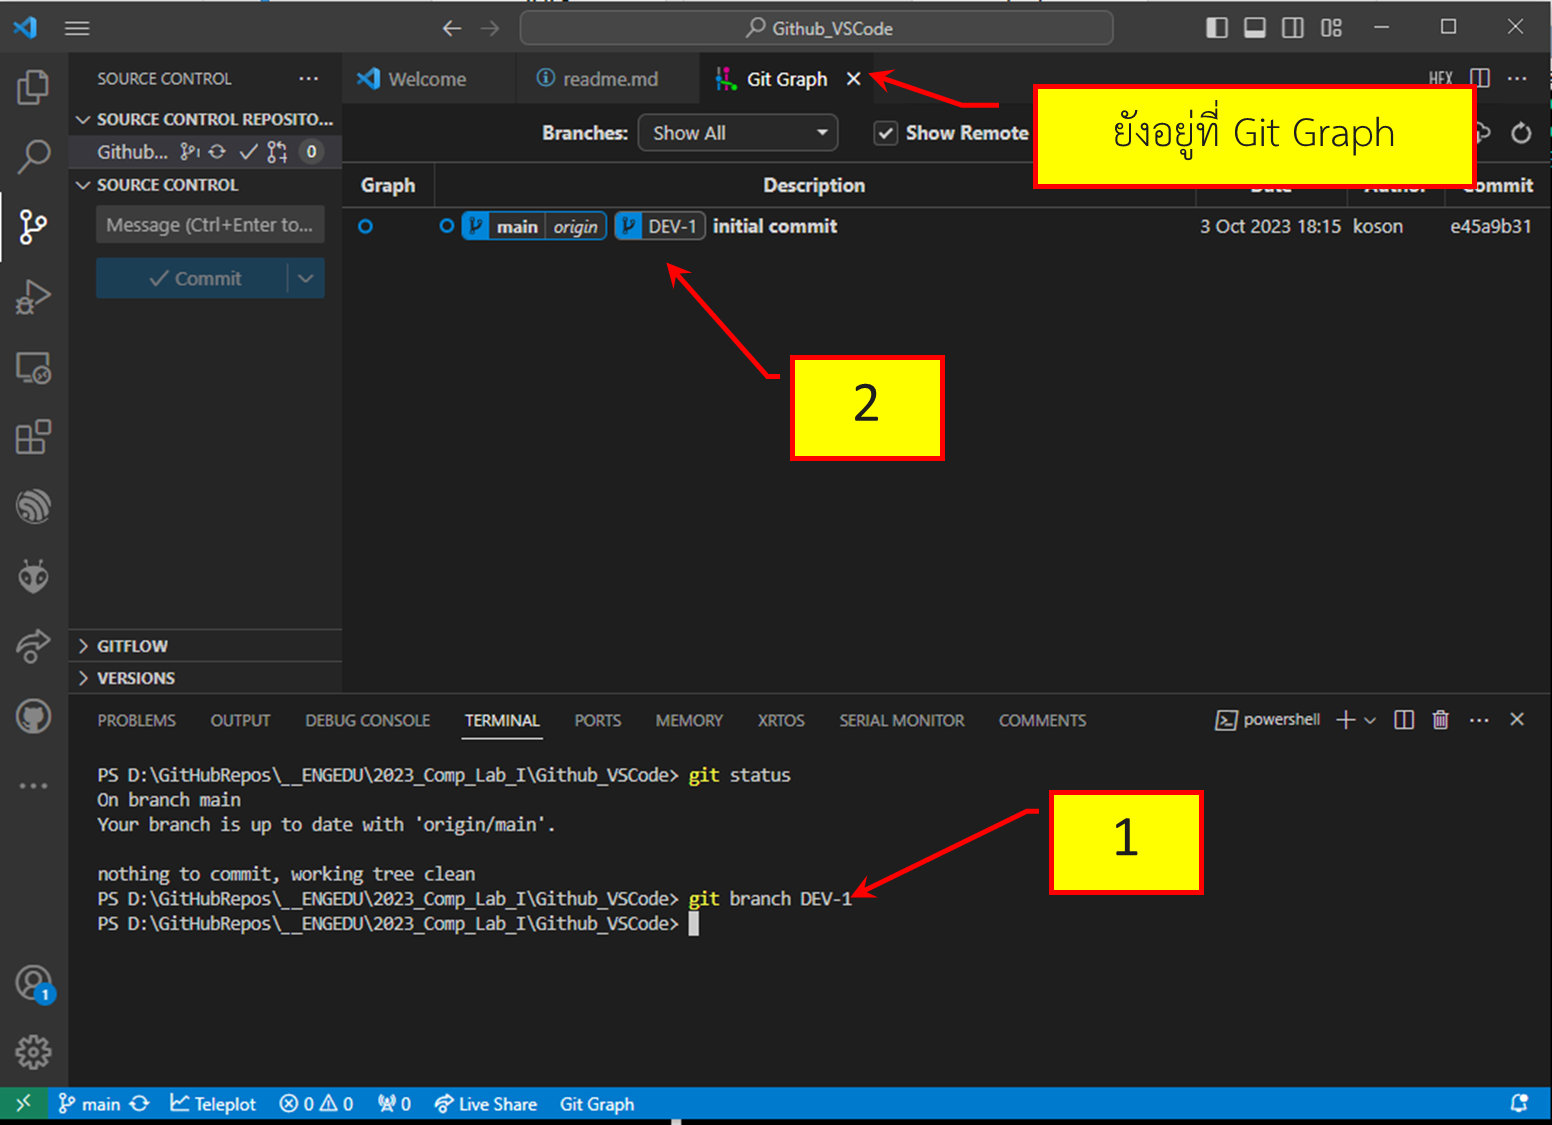 Github_VSCode
SOURCE CONTROL
Welcome
readme.md
Git Graph
HEX
SOURCE CONTROL REPOSITO...
Github...
0
Branches:
Show All
Show Remote
ยังอยู่ที่ Git Graph
SOURCE CONTROL
Graph
Description
Date
Author
Commit
Message (Ctrl+Enter to...
main
origin
DEV-1
initial commit
3 Oct 2023 18:15
koson
e45a9b31
Commit
2
GITFLOW
VERSIONS
PROBLEMS
OUTPUT
DEBUG CONSOLE
TERMINAL
PORTS
MEMORY
XRTOS
SERIAL MONITOR
COMMENTS
powershell
PS D:\GitHubRepos\__ENGEDU\2023_Comp_Lab_I\Github_VSCode> git status
On branch main
Your branch is up to date with 'origin/main'.
nothing to commit, working tree clean
PS D:\GitHubRepos\__ENGEDU\2023_Comp_Lab_I\Github_VSCode> git branch DEV-1
PS D:\GitHubRepos\__ENGEDU\2023_Comp_Lab_I\Github_VSCode>
1
1
main
Teleplot
0
0
0
Live Share
Git Graph